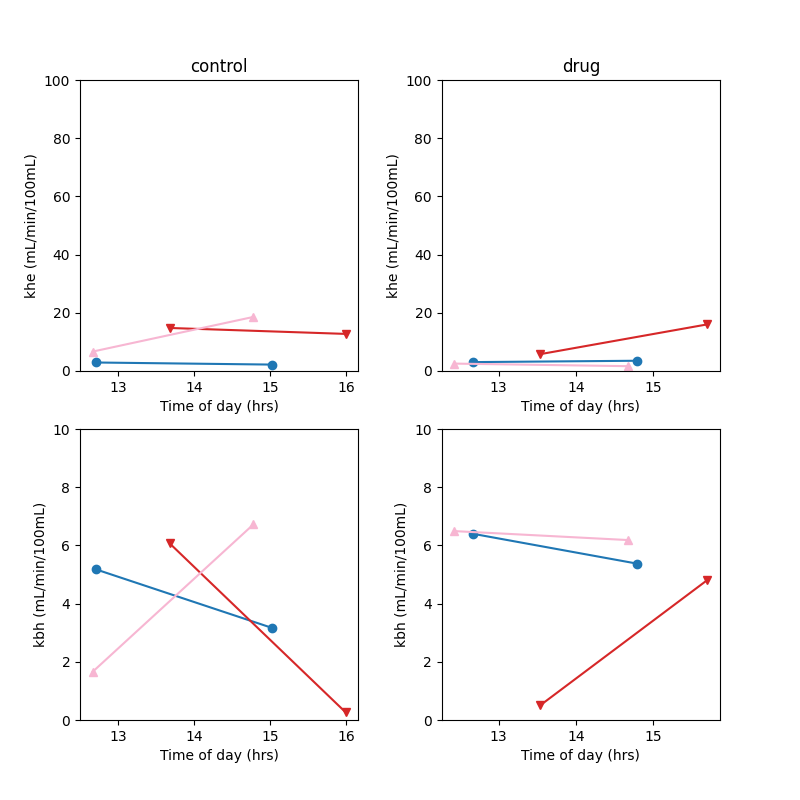 control
drug
100
80
60
40
20
0
khe (mL/min/100mL)
13 14 15 16
Time of day (hrs)
100
80
60
40
20
0
khe (mL/min/100mL)
13 14 15
Time of day (hrs)
10
8
6
4
2
0
kbh (mL/min/100mL)
13 14 15 16
Time of day (hrs)
10
8
6
4
2
0
kbh (mL/min/100mL)
13 14 15
Time of day (hrs)